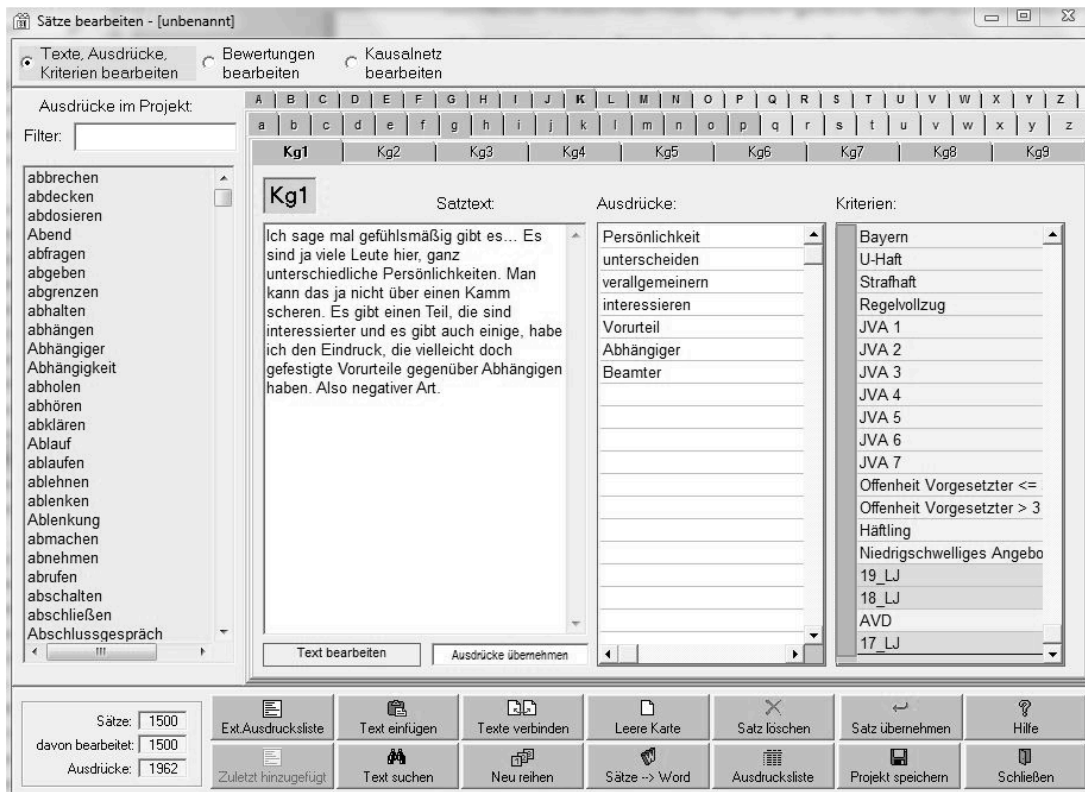 Sätze bearbeiten - [unbenannt]
Texte, Ausdrücke,
Kriterien bearbeiten
Bewertungen
bearbeiten
Kausalnetz
bearbeiten
Ausdrücke im Projekt:
Filter:
abbrechen
abdecken
abdosieren
Abend
abfragen
abgeben
abgrenzen
abhalten
abhängen
Abhängiger
Abhängigkeit
abholen
abhören
abklären
Ablauf
ablaufen
ablehnen
ablenken
Ablenkung
abmachen
abnehmen
abrufen
abschalten
abschließen
Abschlussgespräch
A B C D E F G H I J K L M N O P Q R S T U V W X Y Z
a b c d e f g h i j k l m n o p q r s t u v w x y z
Kg1 Kg2 Kg3 Kg4 Kg5 Kg6 Kg7 Kg8 Kg9
Kg1
Satztext:
Ich sage mal gefühlsmäßig gibt es... Es
sind ja viele Leute hier, ganz
unterschiedliche Persönlichkeiten. Man
kann das ja nicht über einen Kamm
scheren. Es gibt einen Teil, die sind
interessierter und es gibt auch einige, habe
ich den Eindruck, die vielleicht doch
gefestigte Vorurteile gegenüber Abhängigen
haben. Also negativer Art.
Text bearbeiten
Ausdrücke übernehmen
Ausdrücke:
Persönlichkeit
unterscheiden
verallgemeinern
interessieren
Vorurteil
Abhängiger
Beamter
Kriterien:
Bayern
U-Haft
Strafhaft
Regelvollzug
JVA 1
JVA 2
JVA 3
JVA 4
JVA 5
JVA 6
JVA 7
Offenheit Vorgesetzter <=
Offenheit Vorgesetzter > 3
Häftling
Niedrigschwelliges Angebo
19_LJ
18_LJ
AVD
17_LJ
Sätze: 1500
davon bearbeitet: 1500
Ausdrücke: 1962
Ext.Ausdrucksliste
Text einfügen
Texte verbinden
Leere Karte
Satz löschen
Satz übernehmen
Hilfe
Zuletzt hinzugefügt
Text suchen
Neu reihen
Sätze --> Word
Ausdrucksliste
Projekt speichern
Schließen